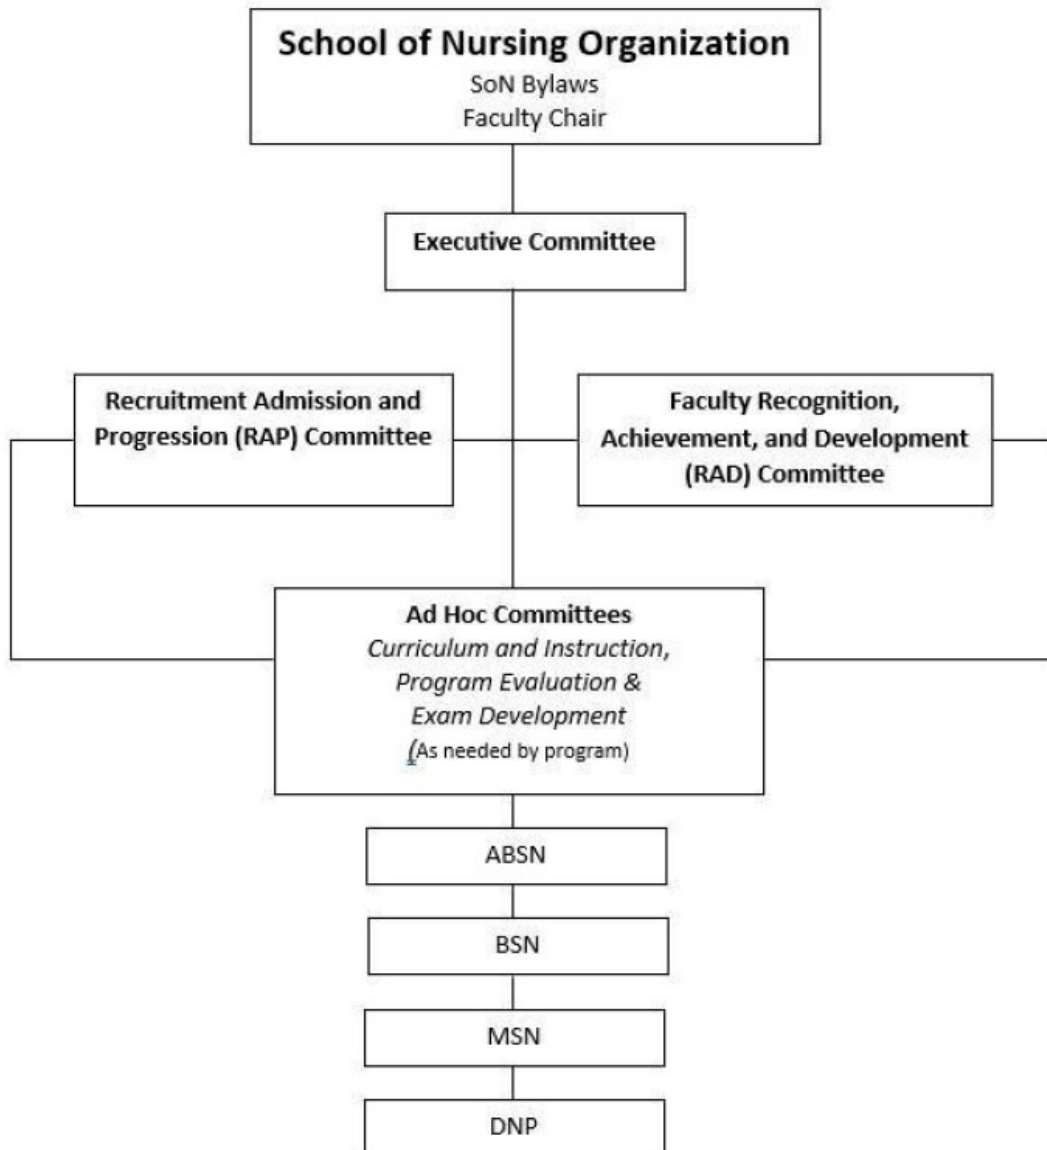 School of Nursing Organization
SoN Bylaws
Faculty Chair
Executive Committee
Recruitment Admission and
Progression (RAP) Committee
Faculty Recognition,
Achievement, and Development
(RAD) Committee
Ad Hoc Committees
Curriculum and Instruction,
Program Evaluation &
Exam Development
(As needed by program)
ABSN
BSN
MSN
DNP